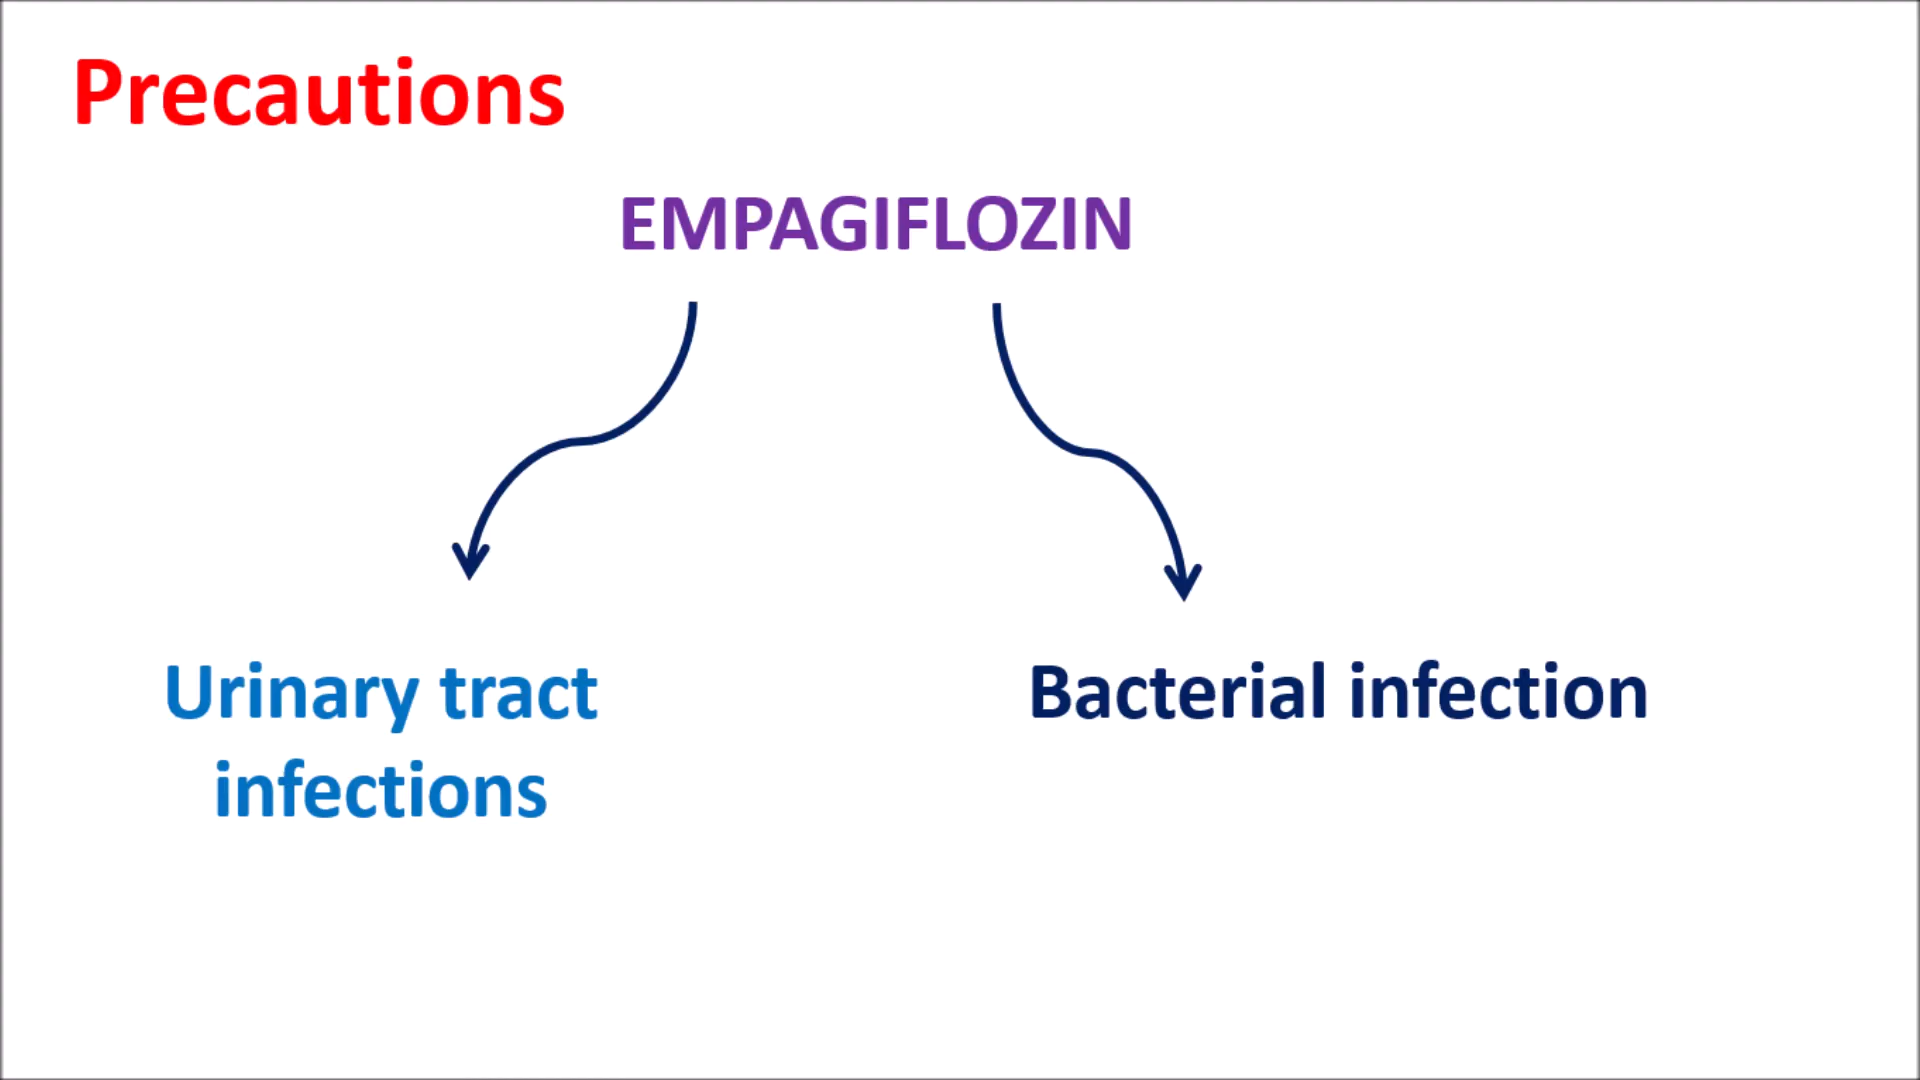 Precautions
EMPAGIFLOZIN
Urinary tract
infections
Bacterial infection